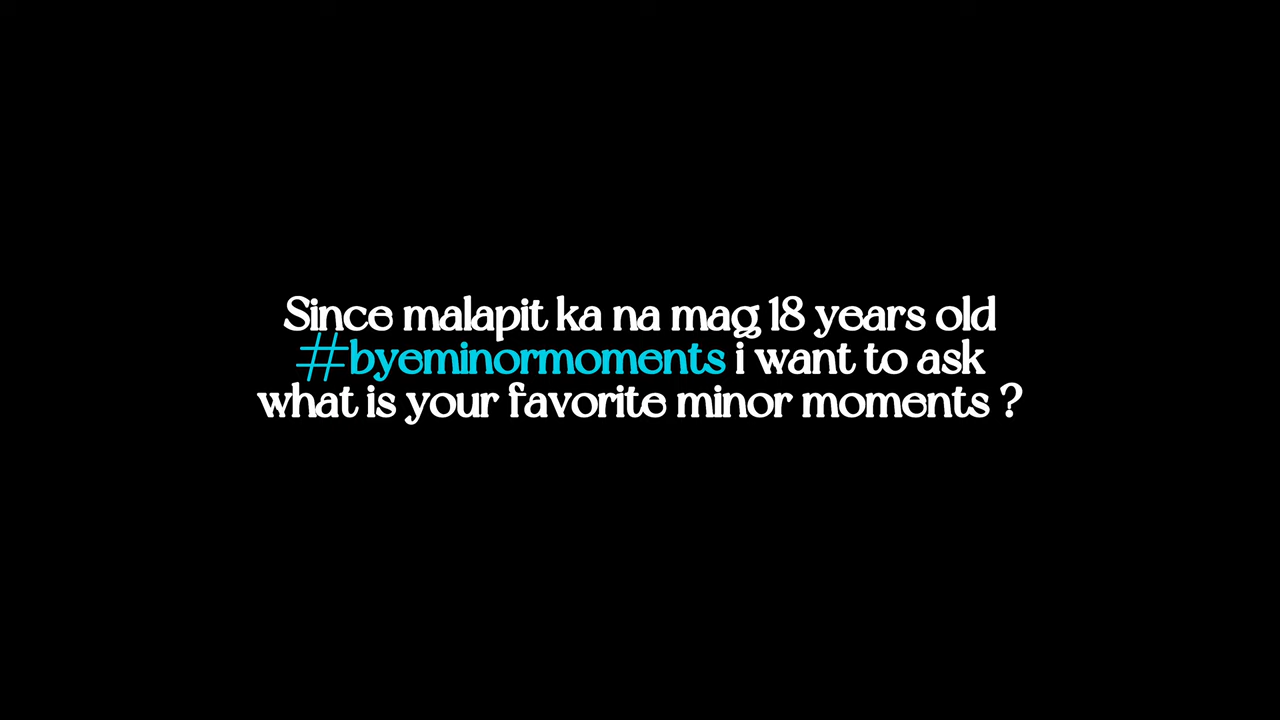 Since malapit ka na mag 18 years old
#byeminormoments i want to ask
what is your favorite minor moments ?